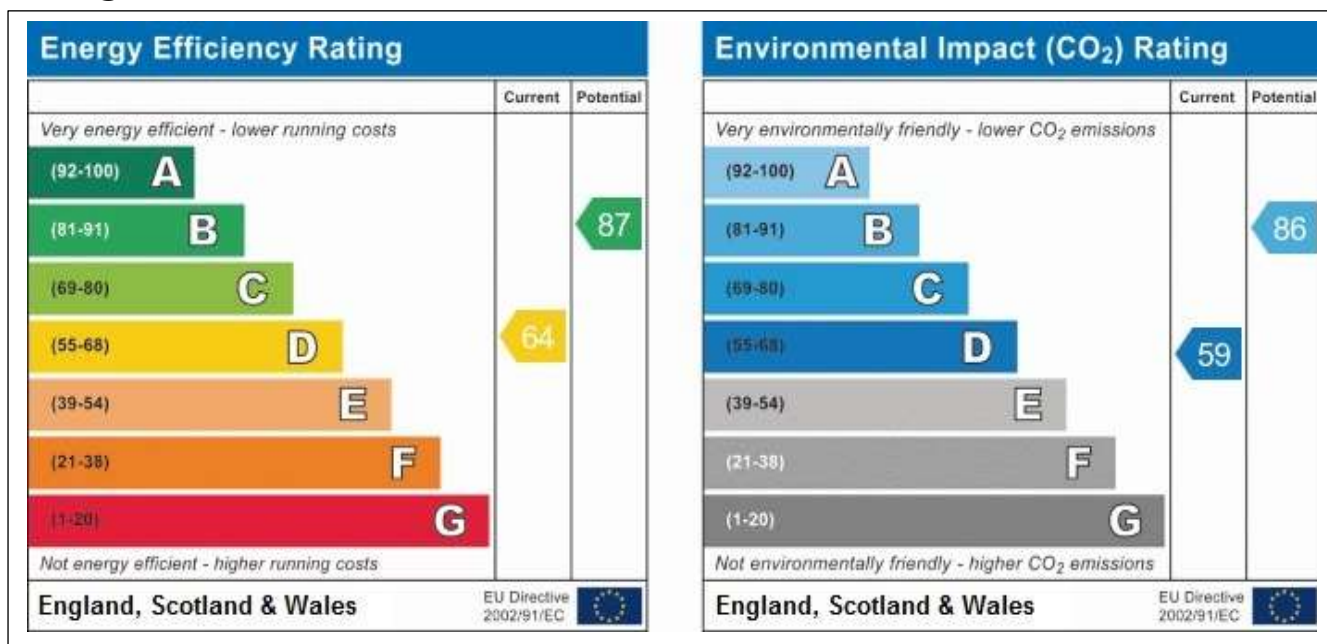 Energy Efficiency Rating
Current Potential
Very energy efficient - lower running costs
(92-100) A
(81-91) B
87
(69-80) C
(55-68) D
64
(39-54) E
(21-38) F
(1-20) G
Not energy efficient - higher running costs
England, Scotland & Wales
EU Directive
2002/91/EC
Environmental Impact (CO₂) Rating
Current Potential
Very environmentally friendly - lower CO₂ emissions
(92-100) A
(81-91) B
86
(69-80) C
(55-68) D
59
(39-54) E
(21-38) F
(1-20) G
Not environmentally friendly - higher CO₂ emissions
England, Scotland & Wales
EU Directive
2002/91/EC